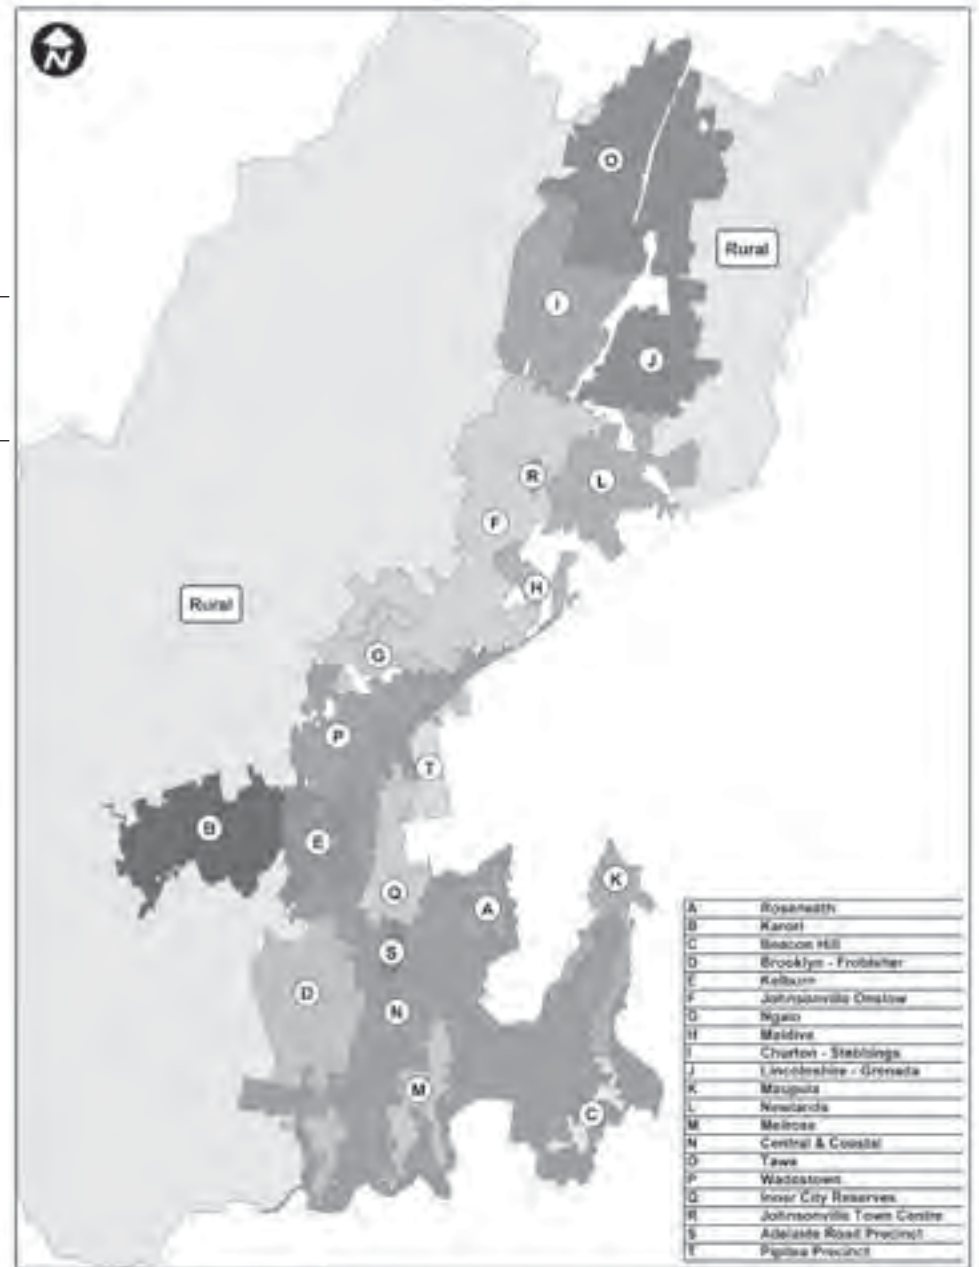 N
O
Rural
I
J
R
L
F
H
Rural
G
P
T
B
E
K
Q
A
S
D
N
M
C
A Roseneath
B Karori
C Beacon Hill
D Brooklyn - Frobisher
E Kelburn
F Johnsonville Onslow
G Ngaio
H Maldive
I Churton - Stebbings
J Lincolnshire - Grenada
K Maupuia
L Newlands
M Melrose
N Central & Coastal
O Tawa
P Wadestown
Q Inner City Reserves
R Johnsonville Town Centre
S Adelaide Road Precinct
T Pipitea Precinct